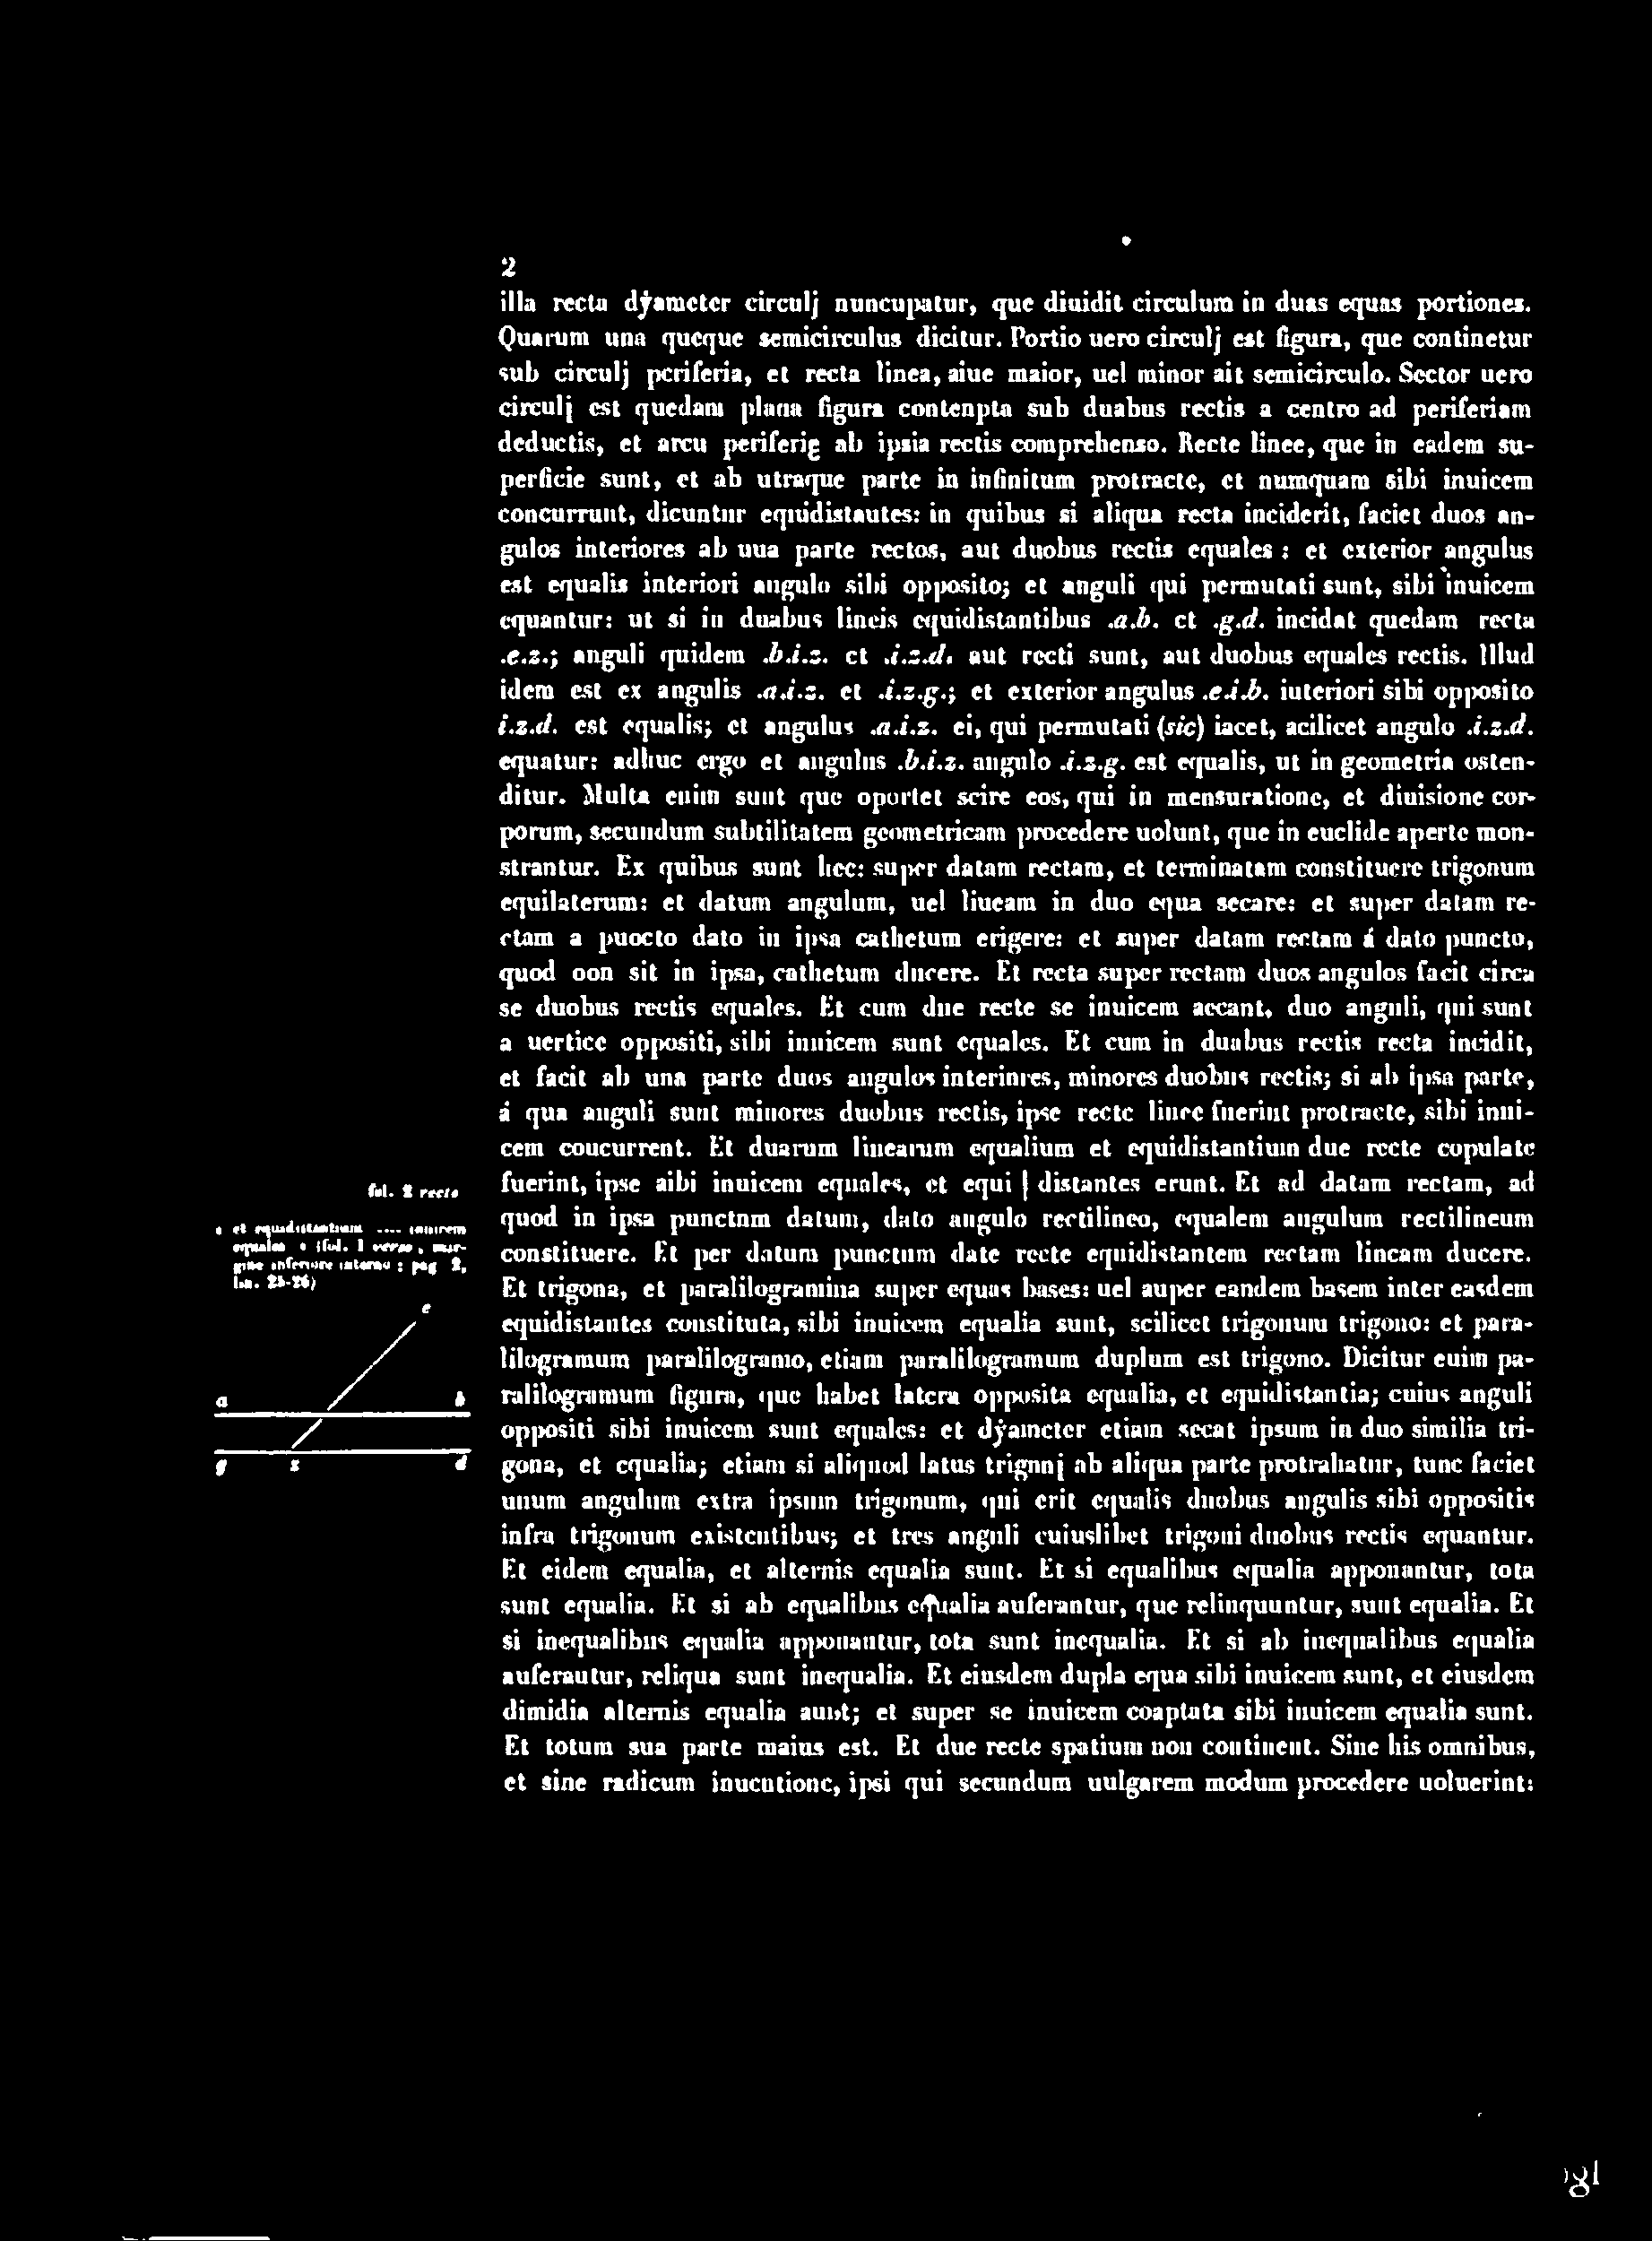 2
illa recta dyameter circulj nuncupatur, que diuidit circulum in duas equas portiones.
Quarum una queque semicirculus dicitur. Portio uero circulj est figura, que continetur
sub circulj periferia, et recta linea, siue maior, uel minor sit semicirculo. Sector uero
circulj est quedam plana figura contenpta sub duabus rectis a centro ad periferiam
deductis, et arcu periferię ab ipsis rectis comprehenso. Recte linee, que in eadem su-
perficie sunt, et ab utraque parte in infinitum protracte, et numquam sibi inuicem
concurrunt, dicuntur equidistantes: in quibus si aliqua recta inciderit, faciet duos an-
gulos interiores ab una parte rectos, aut duobus rectis equales: et exterior angulus
est equalis interiori angulo sibi opposito; et anguli qui permutati sunt, sibi inuicem
equantur: ut si in duabus lineis equidistantibus .a.b. et .g.d. incidat quedam recta
.e.z.; anguli quidem .b.i.z. et .i.z.d. aut recti sunt, aut duobus equales rectis. Illud
idem est ex angulis .a.i.z. et .i.z.g.; et exterior angulus .e.i.b. interiori sibi opposito
i.z.d. est equalis; et angulus .a.i.z. ei, qui permutati (sic) iacet, scilicet angulo .i.z.d.
equatur: adhuc ergo et angulus .b.i.z. angulo .i.z.g. est equalis, ut in geometria osten-
ditur. Multa enim sunt que oportet scire eos, qui in mensuratione, et diuisione cor-
porum, secundum subtilitatem geometricam procedere uolunt, que in euclide aperte mon-
strantur. Ex quibus sunt hec: super datam rectam, et terminatam constituere trigonum
equilaterum: et datum angulum, uel lineam in duo equa secare: et super datam re-
ctam a puncto dato in ipsa cathetum erigere: et super datam rectam á dato puncto,
quod non sit in ipsa, cathetum ducere. Et recta super rectam duos angulos facit circa
se duobus rectis equales. Et cum due recte se inuicem secant, duo anguli, qui sunt
a uertice oppositi, sibi inuicem sunt equales. Et cum in duabus rectis recta incidit,
et facit ab una parte duos angulos interiores, minores duobus rectis; si ab ipsa parte,
á qua anguli sunt minores duobus rectis, ipse recte linee fuerint protracte, sibi inui-
cem concurrent. Et duarum linearum equalium et equidistantium due recte copulate
fol. 2 recto
fuerint, ipse sibi inuicem equales, et equi | distantes erunt. Et ad datam rectam, ad
quod in ipsa punctum datum, dato angulo rectilineo, equalem angulum rectilineum
constituere. Et per datum punctum date recte equidistantem rectam lineam ducere.
Et trigona, et paralilogramina super equas bases: uel super eandem basem inter easdem
equidistantes constituta, sibi inuicem equalia sunt, scilicet trigonum trigono: et para-
lilogramum paralilogramo, etiam paralilogramum duplum est trigono. Dicitur enim pa-
ralilogramum figura, que habet latera opposita equalia, et equidistantia; cuius anguli
oppositi sibi inuicem sunt equales: et dyameter etiam secat ipsum in duo similia tri-
gona, et equalia; etiam si aliquod latus trigonj ab aliqua parte protrahatur, tunc faciet
unum angulum extra ipsum trigonum, qui erit equalis duobus angulis sibi oppositis
infra trigonum existentibus; et tres anguli cuiuslibet trigoni duobus rectis equantur.
Et eidem equalia, et alternis equalia sunt. Et si equalibus equalia apponantur, tota
sunt equalia. Et si ab equalibus equalia auferantur, que relinquuntur, sunt equalia. Et
si inequalibus equalia apponantur, tota sunt inequalia. Et si ab inequalibus equalia
auferantur, reliqua sunt inequalia. Et eiusdem dupla equa sibi inuicem sunt, et eiusdem
dimidia alternis equalia sunt; et super se inuicem coaptata sibi inuicem equalia sunt.
Et totum sua parte maius est. Et due recte spatium non continent. Sine his omnibus,
et sine radicum inuentione, ipsi qui secundum uulgarem modum procedere uoluerint:
« et equidistantium .... inuicem
equales » (fol. 1 verso, mar-
gine inferiore interno; pag 2,
lin. 25-26)
e
a b
g z d